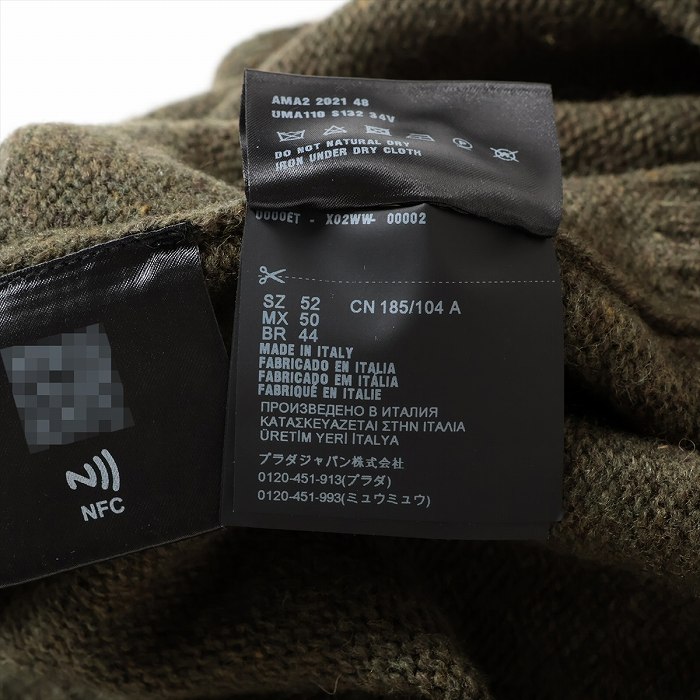 AMA2 2021 48
UMA110 S132 34V
P
DO NOT NATURAL DRY
IRON UNDER DRY CLOTH
0000ET - X02WW- 00002
SZ 52 CN 185/104 A
MX 50
BR 44
MADE IN ITALY
FABRICADO EN ITALIA
FABRICADO EM ITÁLIA
FABRIQUÉ EN ITALIE
ПРОИЗВЕДЕНО В ИТАЛИЯ
ΚΑΤΑΣΚΕΥΑΖΕΤΑΙ ΣΤΗΝ ΙΤΑΛΙΑ
ÜRETİM YERİ İTALYA
プラダジャパン株式会社
0120-451-913(プラダ)
0120-451-993(ミュウミュウ)
NFC